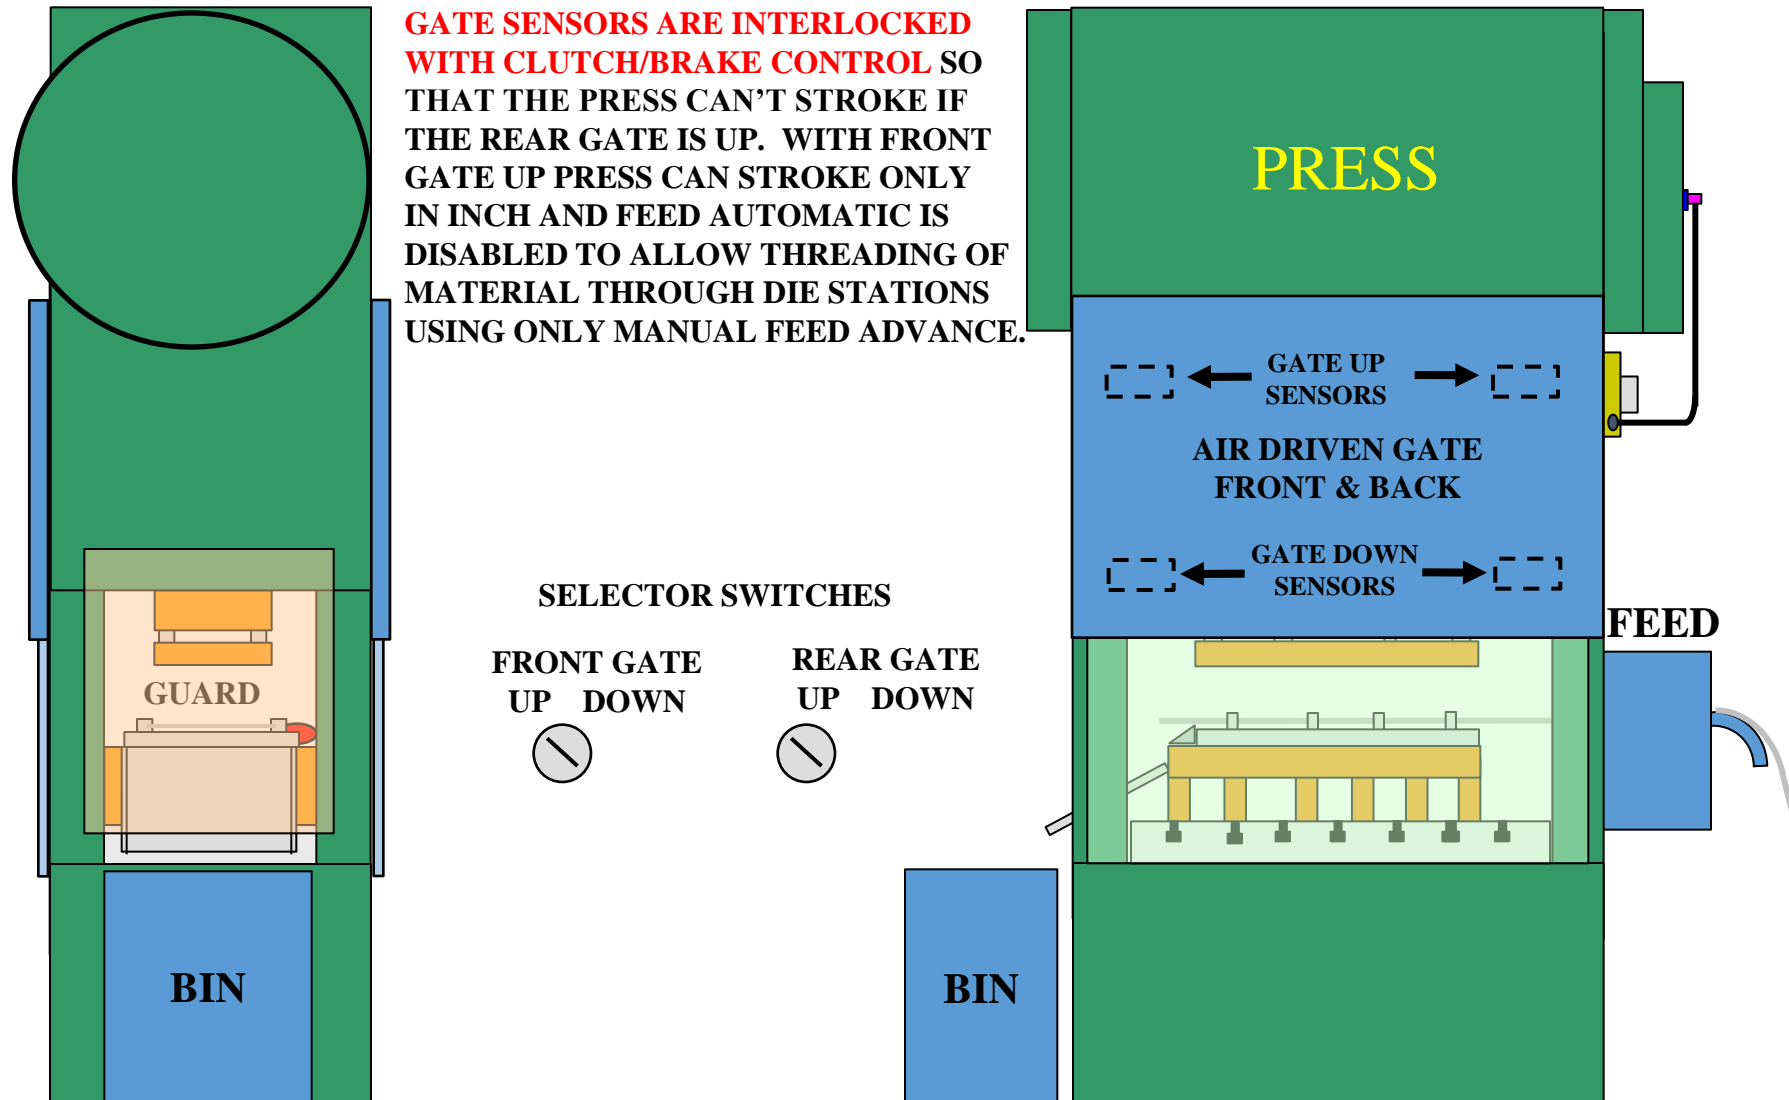 GATE SENSORS ARE INTERLOCKED
WITH CLUTCH/BRAKE CONTROL SO
THAT THE PRESS CAN’T STROKE IF
THE REAR GATE IS UP.  WITH FRONT
GATE UP PRESS CAN STROKE ONLY
IN INCH AND FEED AUTOMATIC IS
DISABLED TO ALLOW THREADING OF
MATERIAL THROUGH DIE STATIONS
USING ONLY MANUAL FEED ADVANCE.
PRESS
GATE UP
SENSORS
AIR DRIVEN GATE
FRONT & BACK
GATE DOWN
SENSORS
FEED
SELECTOR SWITCHES
FRONT GATE
UP DOWN
REAR GATE
UP DOWN
GUARD
BIN
BIN